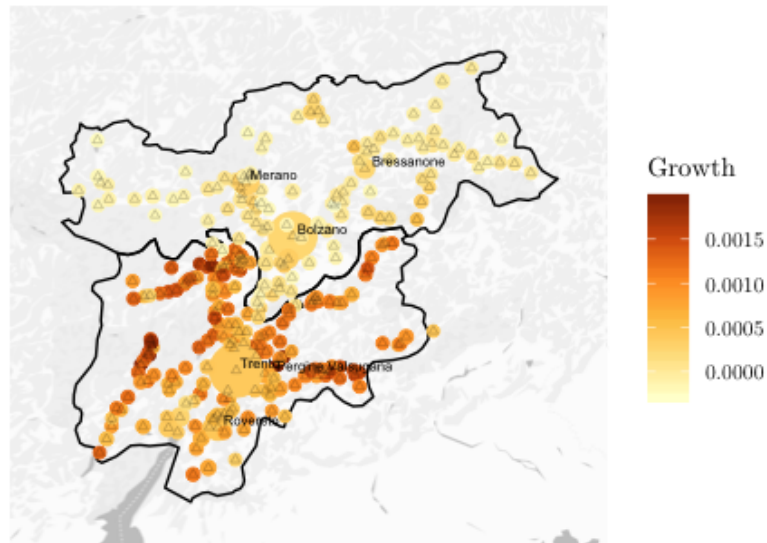 Growth
Bressanone
Merano
Bolzano
0.0015
0.0010
0.0005
Trento
Pergine Valsugana
0.0000
Rovereto